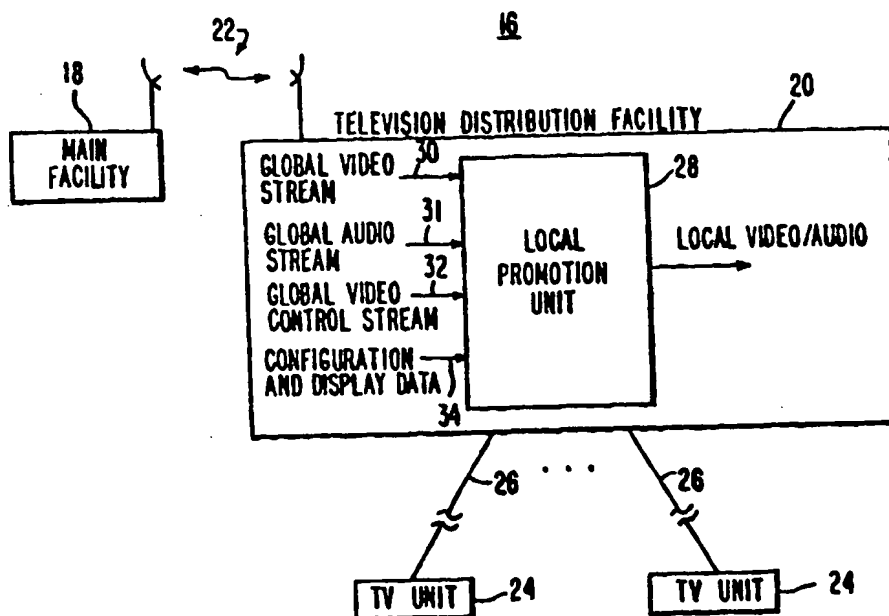 16
22
18
20
MAIN
FACILITY
TELEVISION DISTRIBUTION FACILITY
GLOBAL VIDEO
STREAM
30
28
GLOBAL AUDIO
STREAM
31
LOCAL
PROMOTION
UNIT
LOCAL VIDEO/AUDIO
GLOBAL VIDEO
CONTROL STREAM
32
CONFIGURATION
AND DISPLAY DATA
34
26
...
26
TV UNIT
24
TV UNIT
24